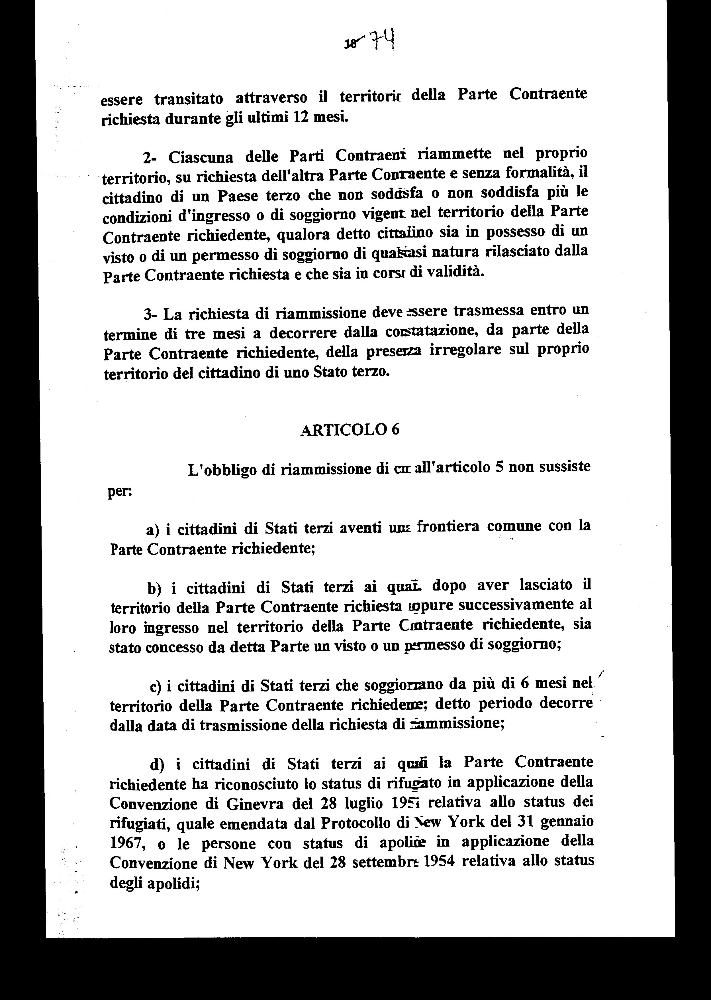 18 74
essere transitato attraverso il territorio della Parte Contraente
richiesta durante gli ultimi 12 mesi.
2- Ciascuna delle Parti Contraenti riammette nel proprio
territorio, su richiesta dell'altra Parte Contraente e senza formalità, il
cittadino di un Paese terzo che non soddisfa o non soddisfa più le
condizioni d'ingresso o di soggiorno vigenti nel territorio della Parte
Contraente richiedente, qualora detto cittadino sia in possesso di un
visto o di un permesso di soggiorno di qualsiasi natura rilasciato dalla
Parte Contraente richiesta e che sia in corso di validità.
3- La richiesta di riammissione deve essere trasmessa entro un
termine di tre mesi a decorrere dalla constatazione, da parte della
Parte Contraente richiedente, della presenza irregolare sul proprio
territorio del cittadino di uno Stato terzo.
ARTICOLO 6
L'obbligo di riammissione di cui all'articolo 5 non sussiste
per:
a) i cittadini di Stati terzi aventi una frontiera comune con la
Parte Contraente richiedente;
b) i cittadini di Stati terzi ai quali, dopo aver lasciato il
territorio della Parte Contraente richiesta oppure successivamente al
loro ingresso nel territorio della Parte Contraente richiedente, sia
stato concesso da detta Parte un visto o un permesso di soggiorno;
c) i cittadini di Stati terzi che soggiornano da più di 6 mesi nel
territorio della Parte Contraente richiedente; detto periodo decorre
dalla data di trasmissione della richiesta di riammissione;
d) i cittadini di Stati terzi ai quali la Parte Contraente
richiedente ha riconosciuto lo status di rifugiato in applicazione della
Convenzione di Ginevra del 28 luglio 1951 relativa allo status dei
rifugiati, quale emendata dal Protocollo di New York del 31 gennaio
1967, o le persone con status di apolide in applicazione della
Convenzione di New York del 28 settembre 1954 relativa allo status
degli apolidi;